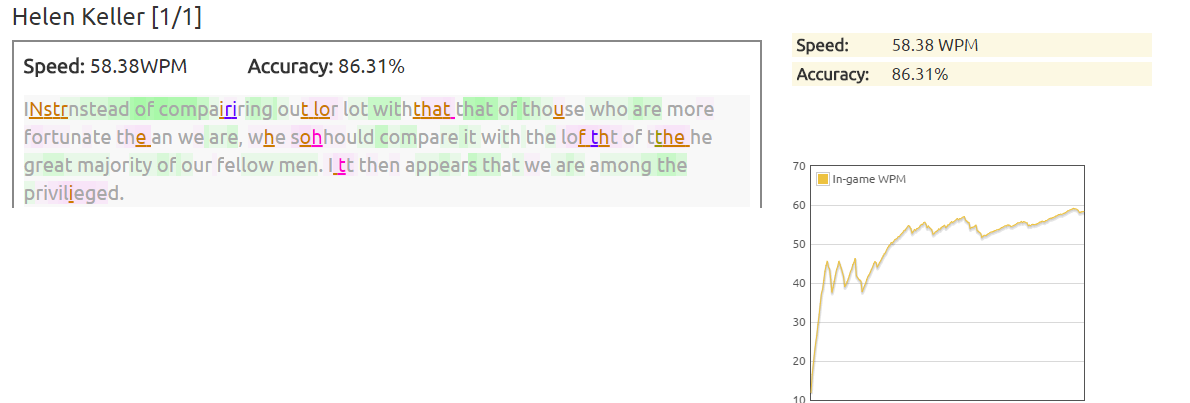 Helen Keller [1/1]
Speed: 58.38WPM Accuracy: 86.31%
INstrnstead of compairiring out lor lot withthat that of thouse who are more
fortunate the an we are, whe sohhould compare it with the lof tht of tthe he
great majority of our fellow men. I tt then appears that we are among the
privilieged.
Speed: 58.38 WPM
Accuracy: 86.31%
In-game WPM
70
60
50
40
30
20
10